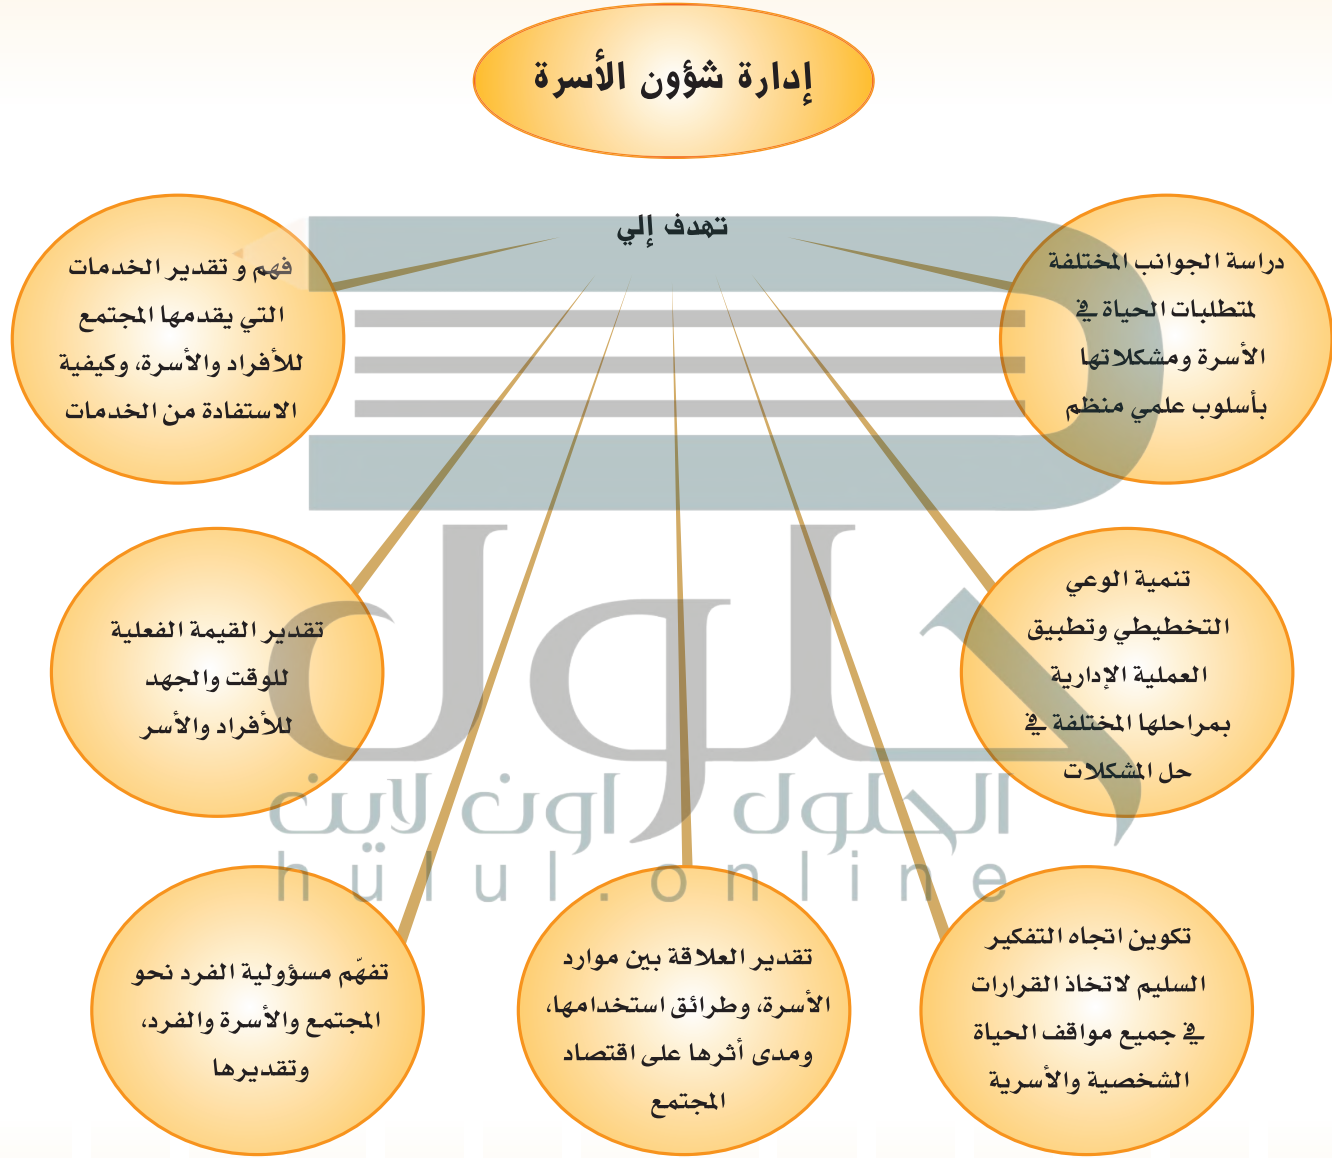 إدارة شؤون الأسرة
تهدف إلي
دراسة الجوانب المختلفة
لمتطلبات الحياة في
الأسرة ومشكلاتها
بأسلوب علمي منظم
تنمية الوعي
التخطيطي وتطبيق
العملية الإدارية
بمراحلها المختلفة في
حل المشكلات
تكوين اتجاه التفكير
السليم لاتخاذ القرارات
في جميع مواقف الحياة
الشخصية والأسرية
تقدير العلاقة بين موارد
الأسرة، وطرائق استخدامها،
ومدى أثرها على اقتصاد
المجتمع
تفهّم مسؤولية الفرد نحو
المجتمع والأسرة والفرد،
وتقديرها
تقدير القيمة الفعلية
للوقت والجهد
للأفراد والأسر
فهم و تقدير الخدمات
التي يقدمها المجتمع
للأفراد والأسرة، وكيفية
الاستفادة من الخدمات
حلول
الحلول اون لاين
hülul.online